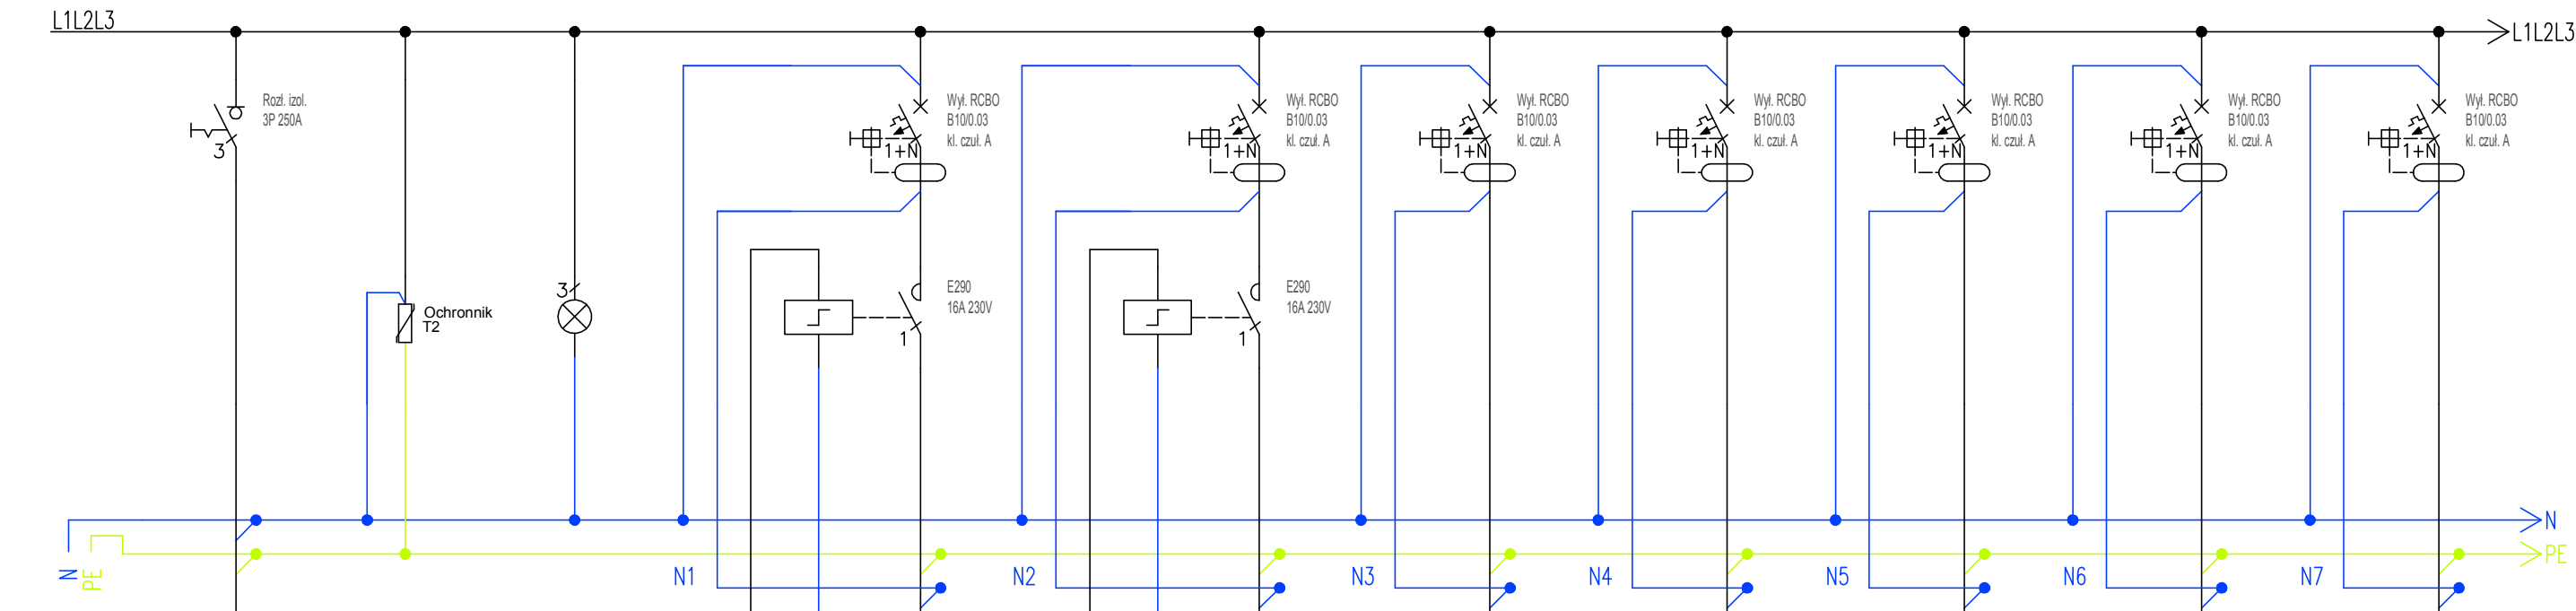 L1L2L3
L1L2L3
Rozł. izol.
3P 250A
3
Ochronnik
T2
3
Wył. RCBO
B10/0.03
kl. czuł. A
1+N
E290
16A 230V
1
Wył. RCBO
B10/0.03
kl. czuł. A
1+N
E290
16A 230V
1
Wył. RCBO
B10/0.03
kl. czuł. A
1+N
Wył. RCBO
B10/0.03
kl. czuł. A
1+N
Wył. RCBO
B10/0.03
kl. czuł. A
1+N
Wył. RCBO
B10/0.03
kl. czuł. A
1+N
Wył. RCBO
B10/0.03
kl. czuł. A
1+N
N
PE
N
PE
N1
N2
N3
N4
N5
N6
N7